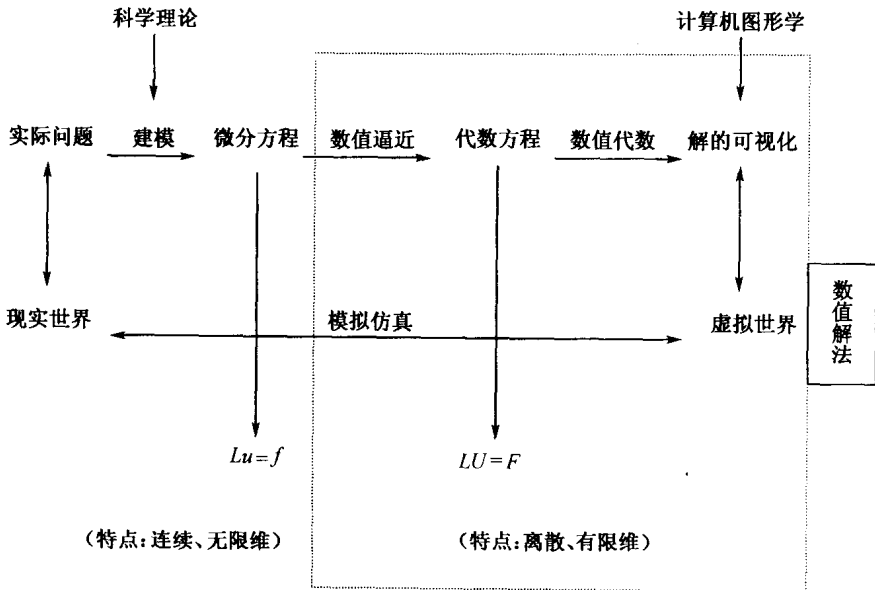 科学理论
计算机图形学
实际问题
建模
微分方程
数值逼近
代数方程
数值代数
解的可视化
现实世界
模拟仿真
虚拟世界
数值解法
Lu=f
LU=F
(特点:连续、无限维)
(特点:离散、有限维)